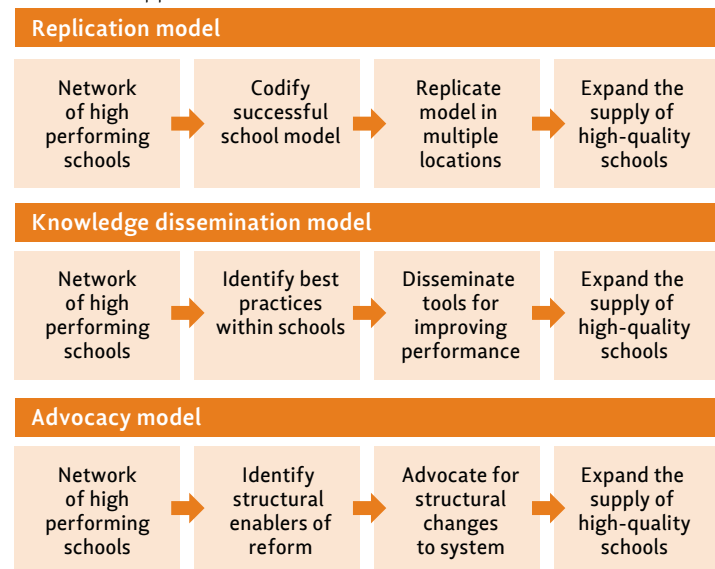 Replication model
Network
of high
performing
schools
Codify
successful
school model
Replicate
model in
multiple
locations
Expand the
supply of
high-quality
schools
Knowledge dissemination model
Network
of high
performing
schools
Identify best
practices
within schools
Disseminate
tools for
improving
performance
Expand the
supply of
high-quality
schools
Advocacy model
Network
of high
performing
schools
Identify
structural
enablers of
reform
Advocate for
structural
changes
to system
Expand the
supply of
high-quality
schools